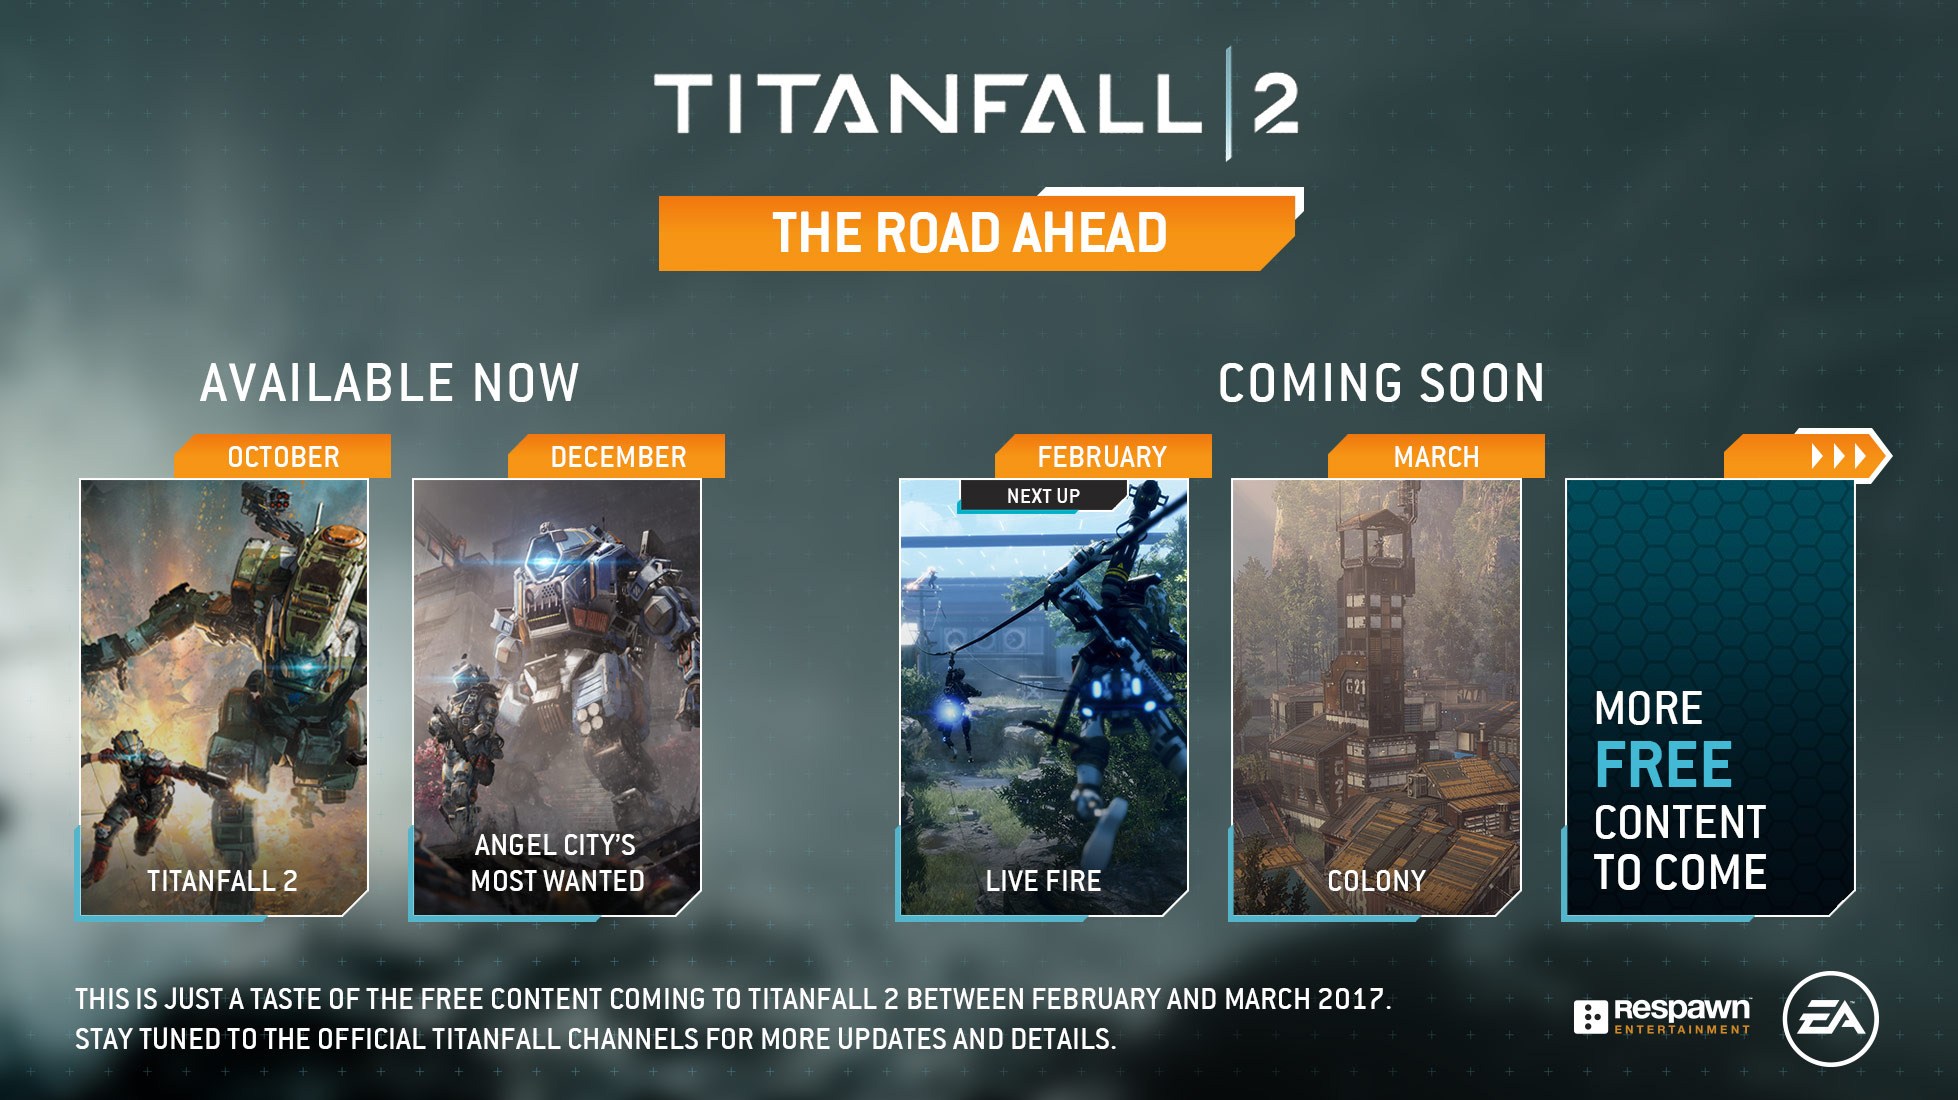 TITANFALL 2
THE ROAD AHEAD
AVAILABLE NOW
COMING SOON
OCTOBER
TITANFALL 2
DECEMBER
ANGEL CITY'S
MOST WANTED
FEBRUARY
NEXT UP
LIVE FIRE
MARCH
G21
COLONY
MORE
FREE
CONTENT
TO COME
THIS IS JUST A TASTE OF THE FREE CONTENT COMING TO TITANFALL 2 BETWEEN FEBRUARY AND MARCH 2017.
STAY TUNED TO THE OFFICIAL TITANFALL CHANNELS FOR MORE UPDATES AND DETAILS.
Respawn
ENTERTAINMENT
EA